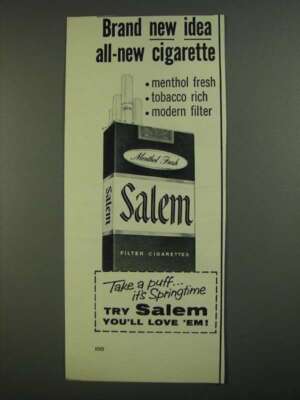 Brand new idea
all-new cigarette
• menthol fresh
• tobacco rich
• modern filter
Menthol Fresh
Salem
Salem
FILTER CIGARETTES
Take a puff...
it's Springtime
TRY Salem
YOU'LL LOVE 'EM!